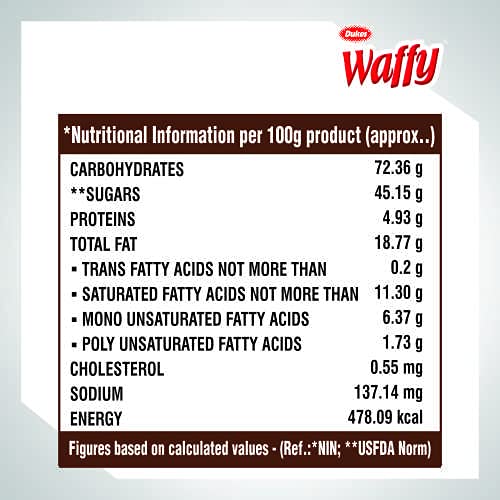 Dukes
Waffy
*Nutritional Information per 100g product (approx..)
CARBOHYDRATES 72.36 g
**SUGARS 45.15 g
PROTEINS 4.93 g
TOTAL FAT 18.77 g
▪ TRANS FATTY ACIDS NOT MORE THAN 0.2 g
▪ SATURATED FATTY ACIDS NOT MORE THAN 11.30 g
▪ MONO UNSATURATED FATTY ACIDS 6.37 g
▪ POLY UNSATURATED FATTY ACIDS 1.73 g
CHOLESTEROL 0.55 mg
SODIUM 137.14 mg
ENERGY 478.09 kcal
Figures based on calculated values - (Ref.:*NIN; **USFDA Norm)